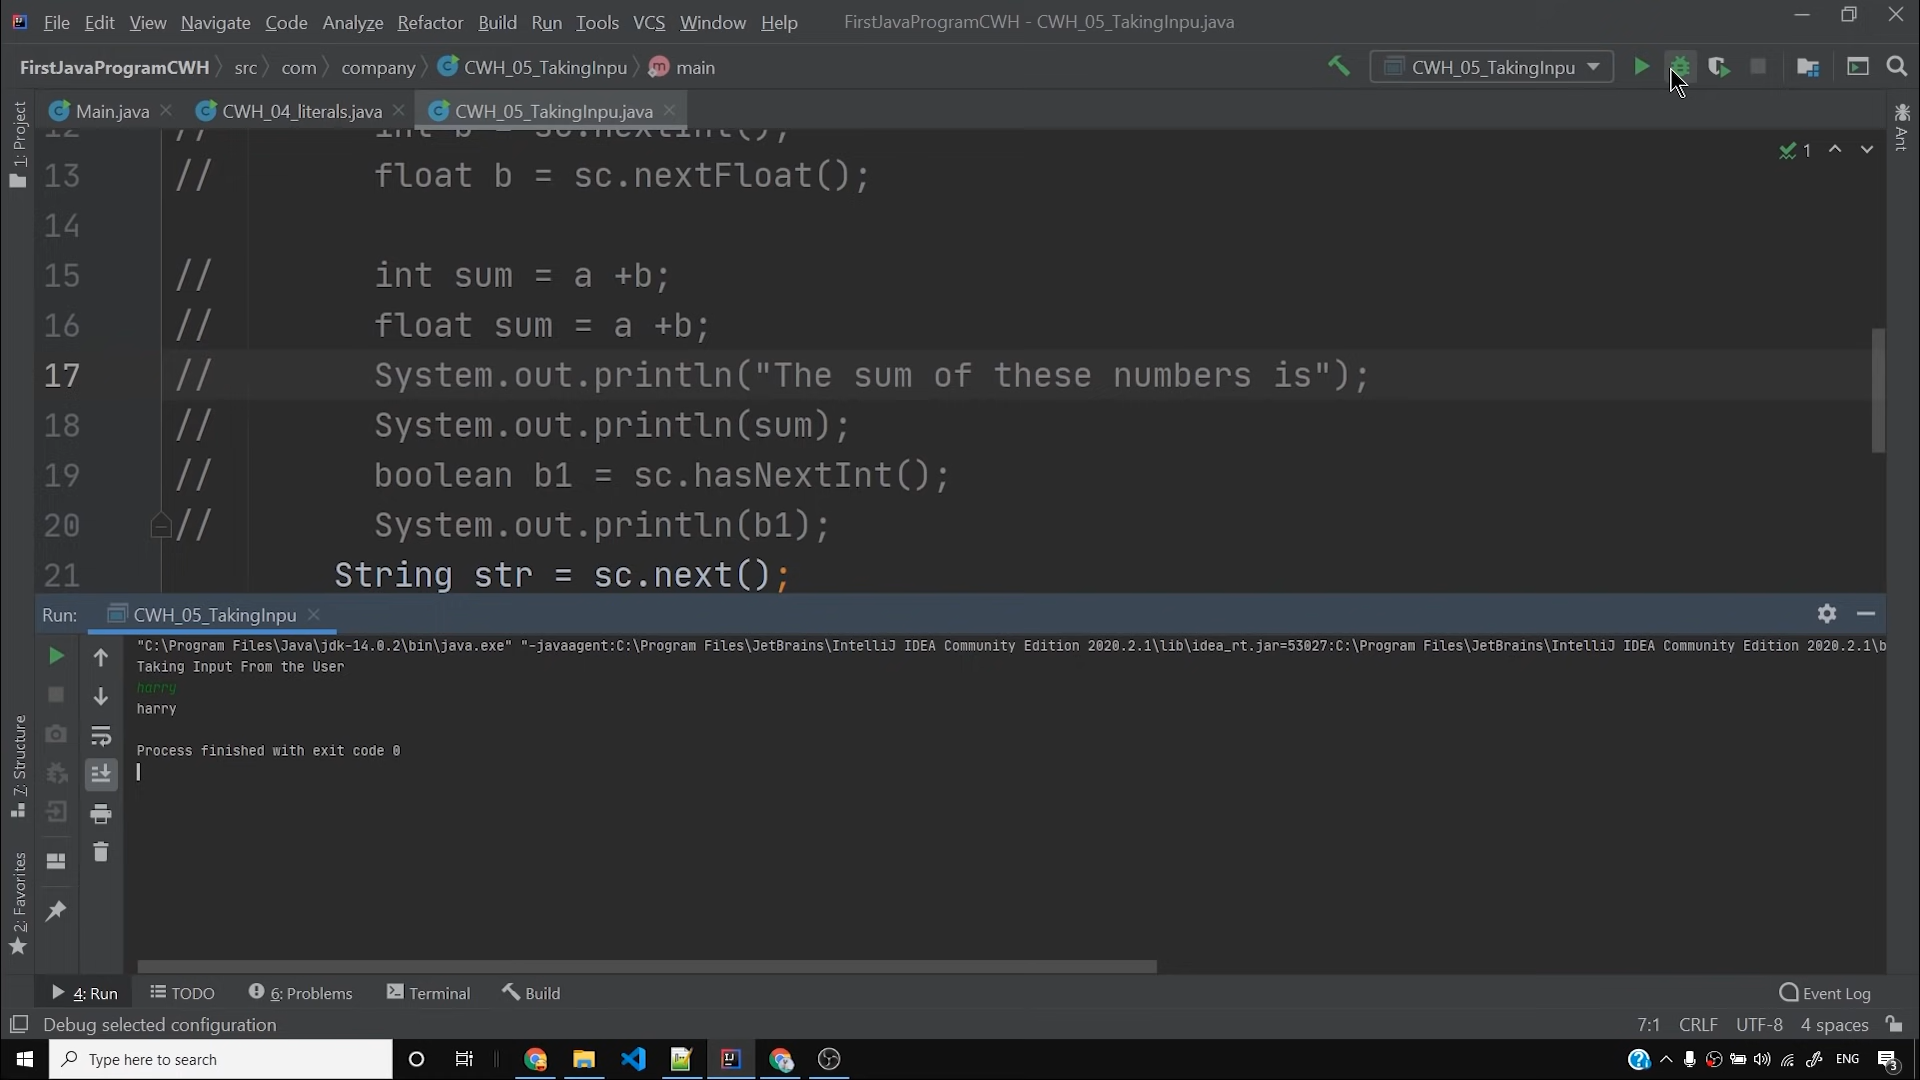 File Edit View Navigate Code Analyze Refactor Build Run Tools VCS Window Help FirstJavaProgramCWH - CWH_05_TakingInpu.java
FirstJavaProgramCWH src com company CWH_05_TakingInpu main CWH_05_TakingInpu
Main.java CWH_04_literals.java CWH_05_TakingInpu.java
1: Project
Ant
1
12 // int b = sc.nextInt();
13 // float b = sc.nextFloat();
14
15 // int sum = a +b;
16 // float sum = a +b;
17 // System.out.println("The sum of these numbers is");
18 // System.out.println(sum);
19 // boolean b1 = sc.hasNextInt();
20 // System.out.println(b1);
21 String str = sc.next();
Run: CWH_05_TakingInpu
"C:\Program Files\Java\jdk-14.0.2\bin\java.exe" "-javaagent:C:\Program Files\JetBrains\IntelliJ IDEA Community Edition 2020.2.1\lib\idea_rt.jar=53027:C:\Program Files\JetBrains\IntelliJ IDEA Community Edition 2020.2.1\b
Taking Input From the User
harry
harry
Process finished with exit code 0
7: Structure
2: Favorites
4: Run TODO 6: Problems Terminal Build Event Log
Debug selected configuration 7:1 CRLF UTF-8 4 spaces
Type here to search ENG 3